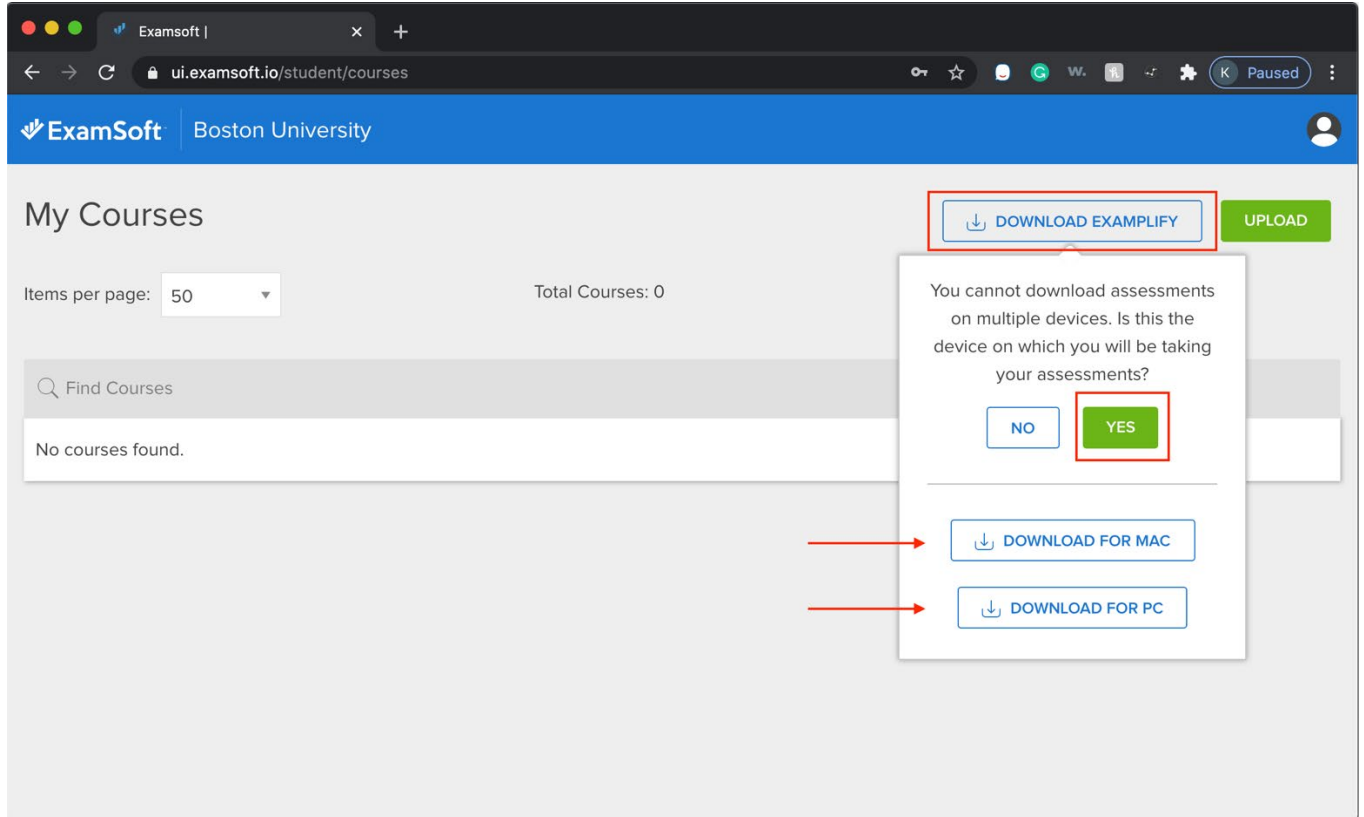 Examsoft |
ui.examsoft.io/student/courses
W.
K Paused
ExamSoft Boston University
My Courses
DOWNLOAD EXAMPLIFY
UPLOAD
Items per page: 50
Total Courses: 0
You cannot download assessments
on multiple devices. Is this the
device on which you will be taking
your assessments?
NO YES
Find Courses
No courses found.
DOWNLOAD FOR MAC
DOWNLOAD FOR PC